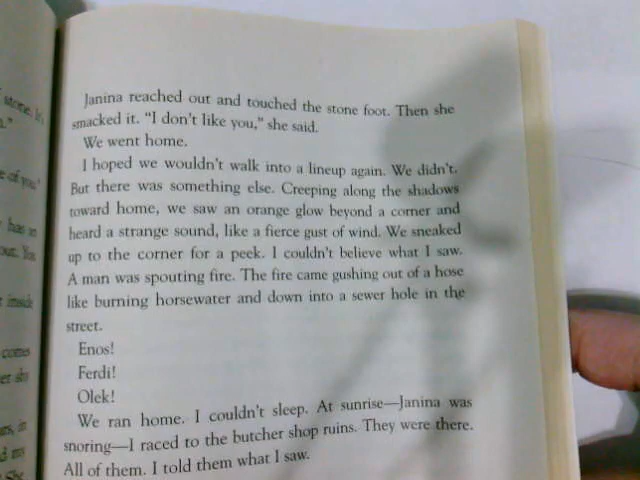 Janina reached out and touched the stone foot. Then she
smacked it. "I don't like you," she said.
We went home.
I hoped we wouldn't walk into a lineup again. We didn't.
But there was something else. Creeping along the shadows
toward home, we saw an orange glow beyond a corner and
heard a strange sound, like a fierce gust of wind. We sneaked
up to the corner for a peek. I couldn't believe what I saw.
A man was spouting fire. The fire came gushing out of a hose
like burning horsewater and down into a sewer hole in the
street.
Enos!
Ferdi!
Olek!
We ran home. I couldn't sleep. At sunrise—Janina was
snoring—I raced to the butcher shop ruins. They were there.
All of them. I told them what I saw.